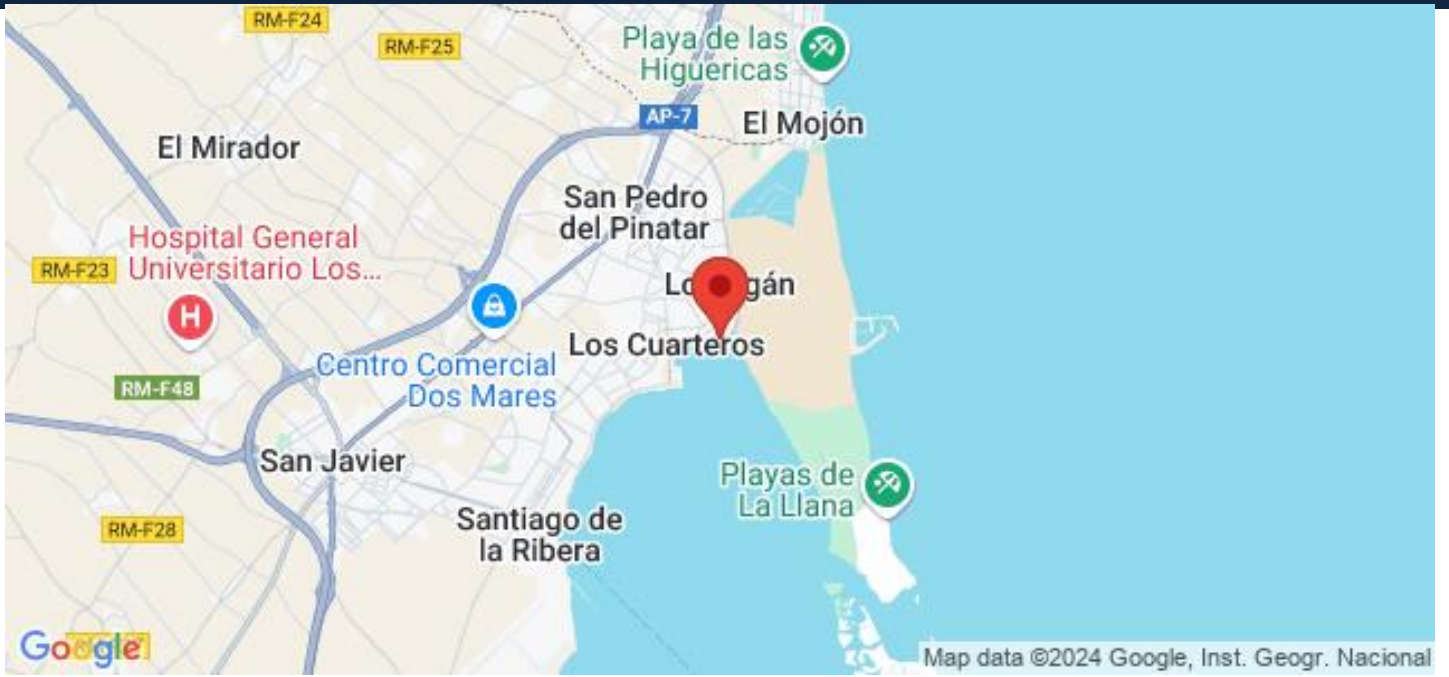 RM-F24
RM-F25
Playa de las
Higuericas
AP-7
El Mojón
El Mirador
San Pedro
del Pinatar
Hospital General
Universitario Los...
RM-F23
H
Los Cuarteros
Centro Comercial
Dos Mares
RM-F48
San Javier
Playas de
La Llana
Santiago de
la Ribera
RM-F28
Google
Map data ©2024 Google, Inst. Geogr. Nacional